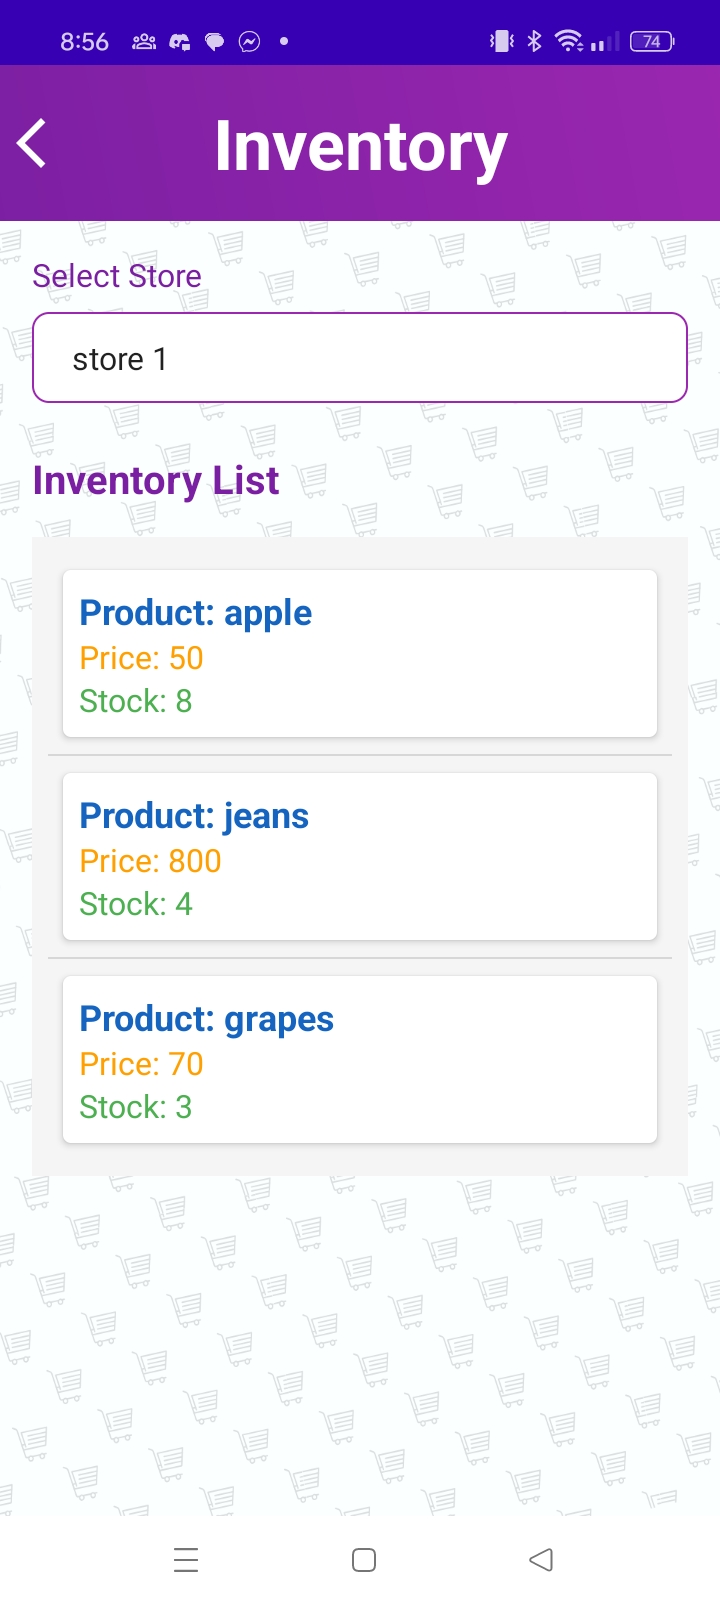 8:56
74
Inventory
Select Store
store 1
Inventory List
Product: apple
Price: 50
Stock: 8
Product: jeans
Price: 800
Stock: 4
Product: grapes
Price: 70
Stock: 3